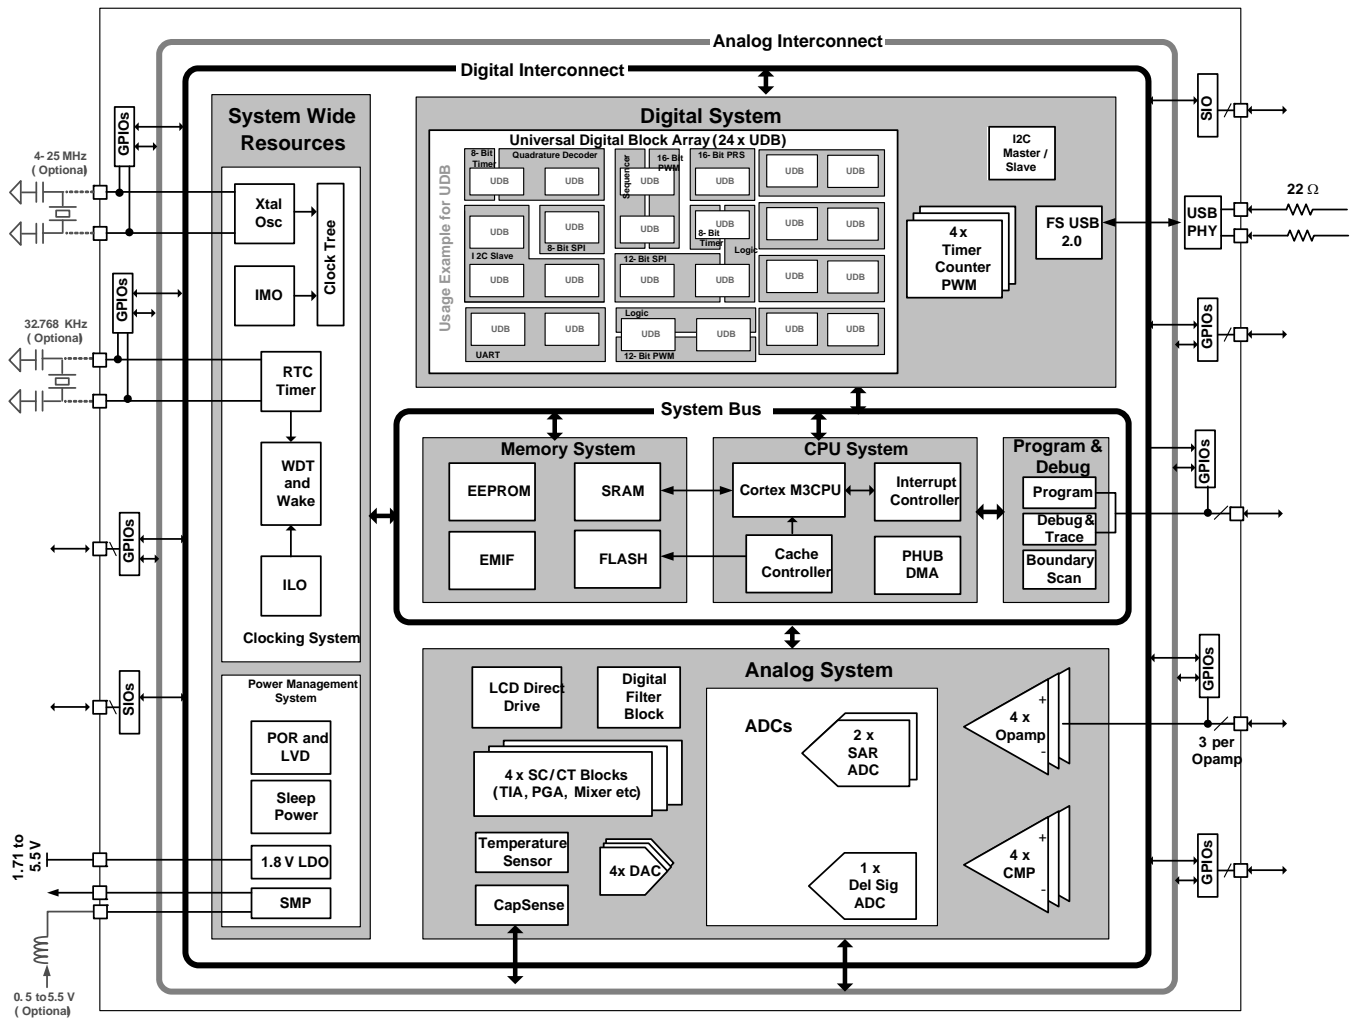 Analog Interconnect
Digital Interconnect
System Wide
Resources
4- 25 MHz
( Optional)
GPIOs
Xtal
Osc
Clock Tree
IMO
GPIOs
32.768 KHz
( Optional)
RTC
Timer
WDT
and
Wake
GPIOs
ILO
Clocking System
SIOs
Power Management
System
POR and
LVD
Sleep
Power
1.71 to
5.5V
1.8 V LDO
SMP
0. 5 to 5.5 V
( Optional)
Digital System
Universal Digital Block Array (24 x UDB)
Usage Example for UDB
8- Bit
Timer
Quadrature Decoder
Sequencer
16- Bit
PWM
16- Bit PRS
UDB
UDB
UDB
UDB
UDB
UDB
UDB
UDB
UDB
UDB
8- Bit
Timer
UDB
UDB
I 2C Slave
8- Bit SPI
12- Bit SPI
Logic
UDB
UDB
UDB
UDB
UDB
UDB
Logic
UDB
UDB
UDB
UDB
UDB
UDB
UART
12- Bit PWM
I2C
Master /
Slave
4 x
Timer
Counter
PWM
FS USB
2.0
USB
PHY
22 Ω
SIO
GPIOs
System Bus
Memory System
EEPROM
SRAM
EMIF
FLASH
CPU System
Cortex M3CPU
Interrupt
Controller
Cache
Controller
PHUB
DMA
Program &
Debug
Program
Debug &
Trace
Boundary
Scan
GPIOs
Analog System
LCD Direct
Drive
Digital
Filter
Block
4 x SC/CT Blocks
(TIA, PGA, Mixer etc)
Temperature
Sensor
4x DAC
CapSense
ADCs
2 x
SAR
ADC
1 x
Del Sig
ADC
+
4 x
Opamp
-
+
4 x
CMP
-
GPIOs
3 per
Opamp
GPIOs